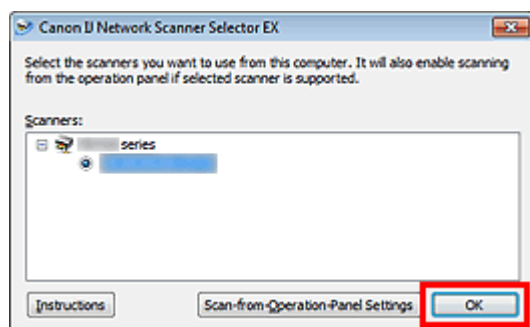 Canon IJ Network Scanner Selector EX
Select the scanners you want to use from this computer. It will also enable scanning
from the operation panel if selected scanner is supported.
Scanners:
series
Instructions
Scan-from-Operation-Panel Settings
OK